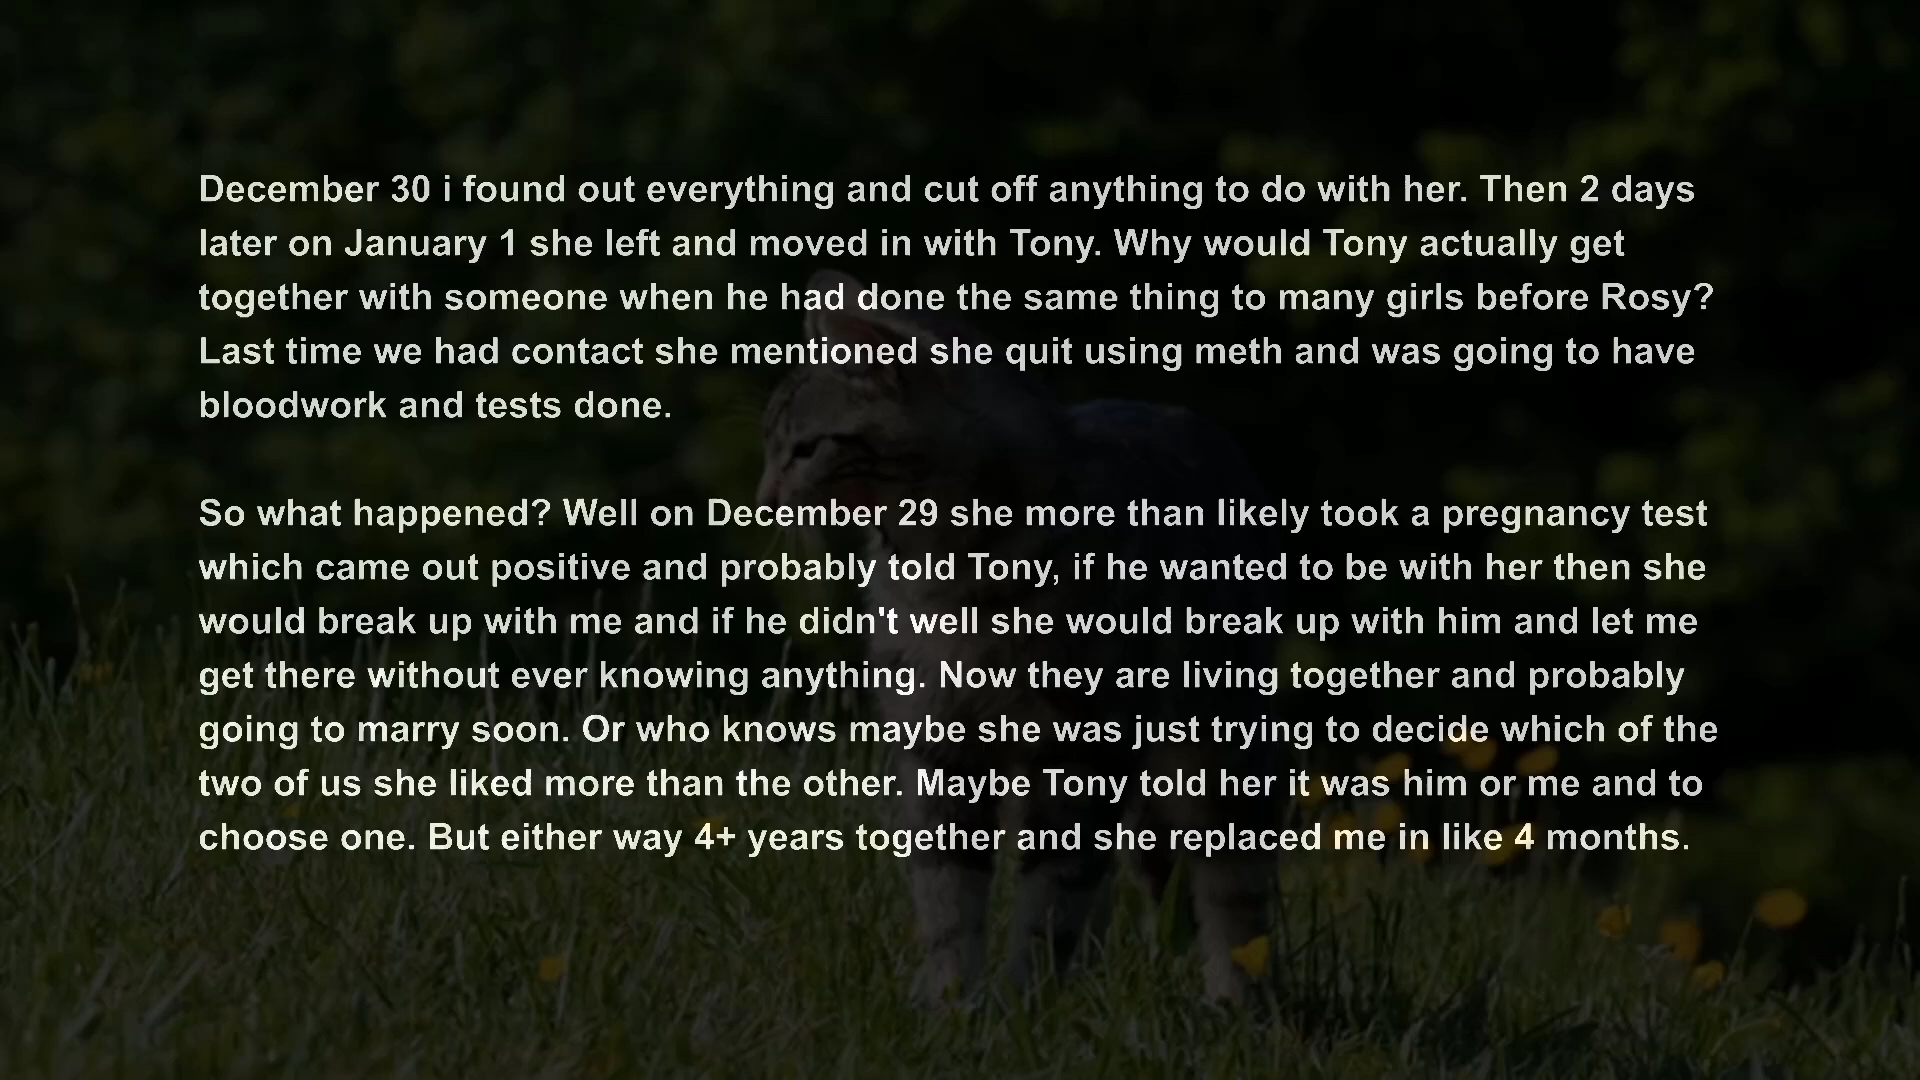 December 30 i found out everything and cut off anything to do with her. Then 2 days
later on January 1 she left and moved in with Tony. Why would Tony actually get
together with someone when he had done the same thing to many girls before Rosy?
Last time we had contact she mentioned she quit using meth and was going to have
bloodwork and tests done.
So what happened? Well on December 29 she more than likely took a pregnancy test
which came out positive and probably told Tony, if he wanted to be with her then she
would break up with me and if he didn't well she would break up with him and let me
get there without ever knowing anything. Now they are living together and probably
going to marry soon. Or who knows maybe she was just trying to decide which of the
two of us she liked more than the other. Maybe Tony told her it was him or me and to
choose one. But either way 4+ years together and she replaced me in like 4 months.